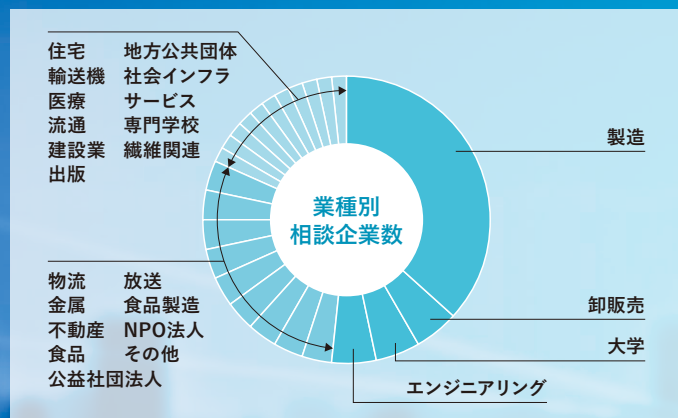 住宅 地方公共団体
輸送機 社会インフラ
医療 サービス
流通 専門学校
建設業 繊維関連
出版
製造
業種別
相談企業数
物流 放送
金属 食品製造
不動産 NPO法人
食品 その他
公益社団法人
卸販売
大学
エンジニアリング